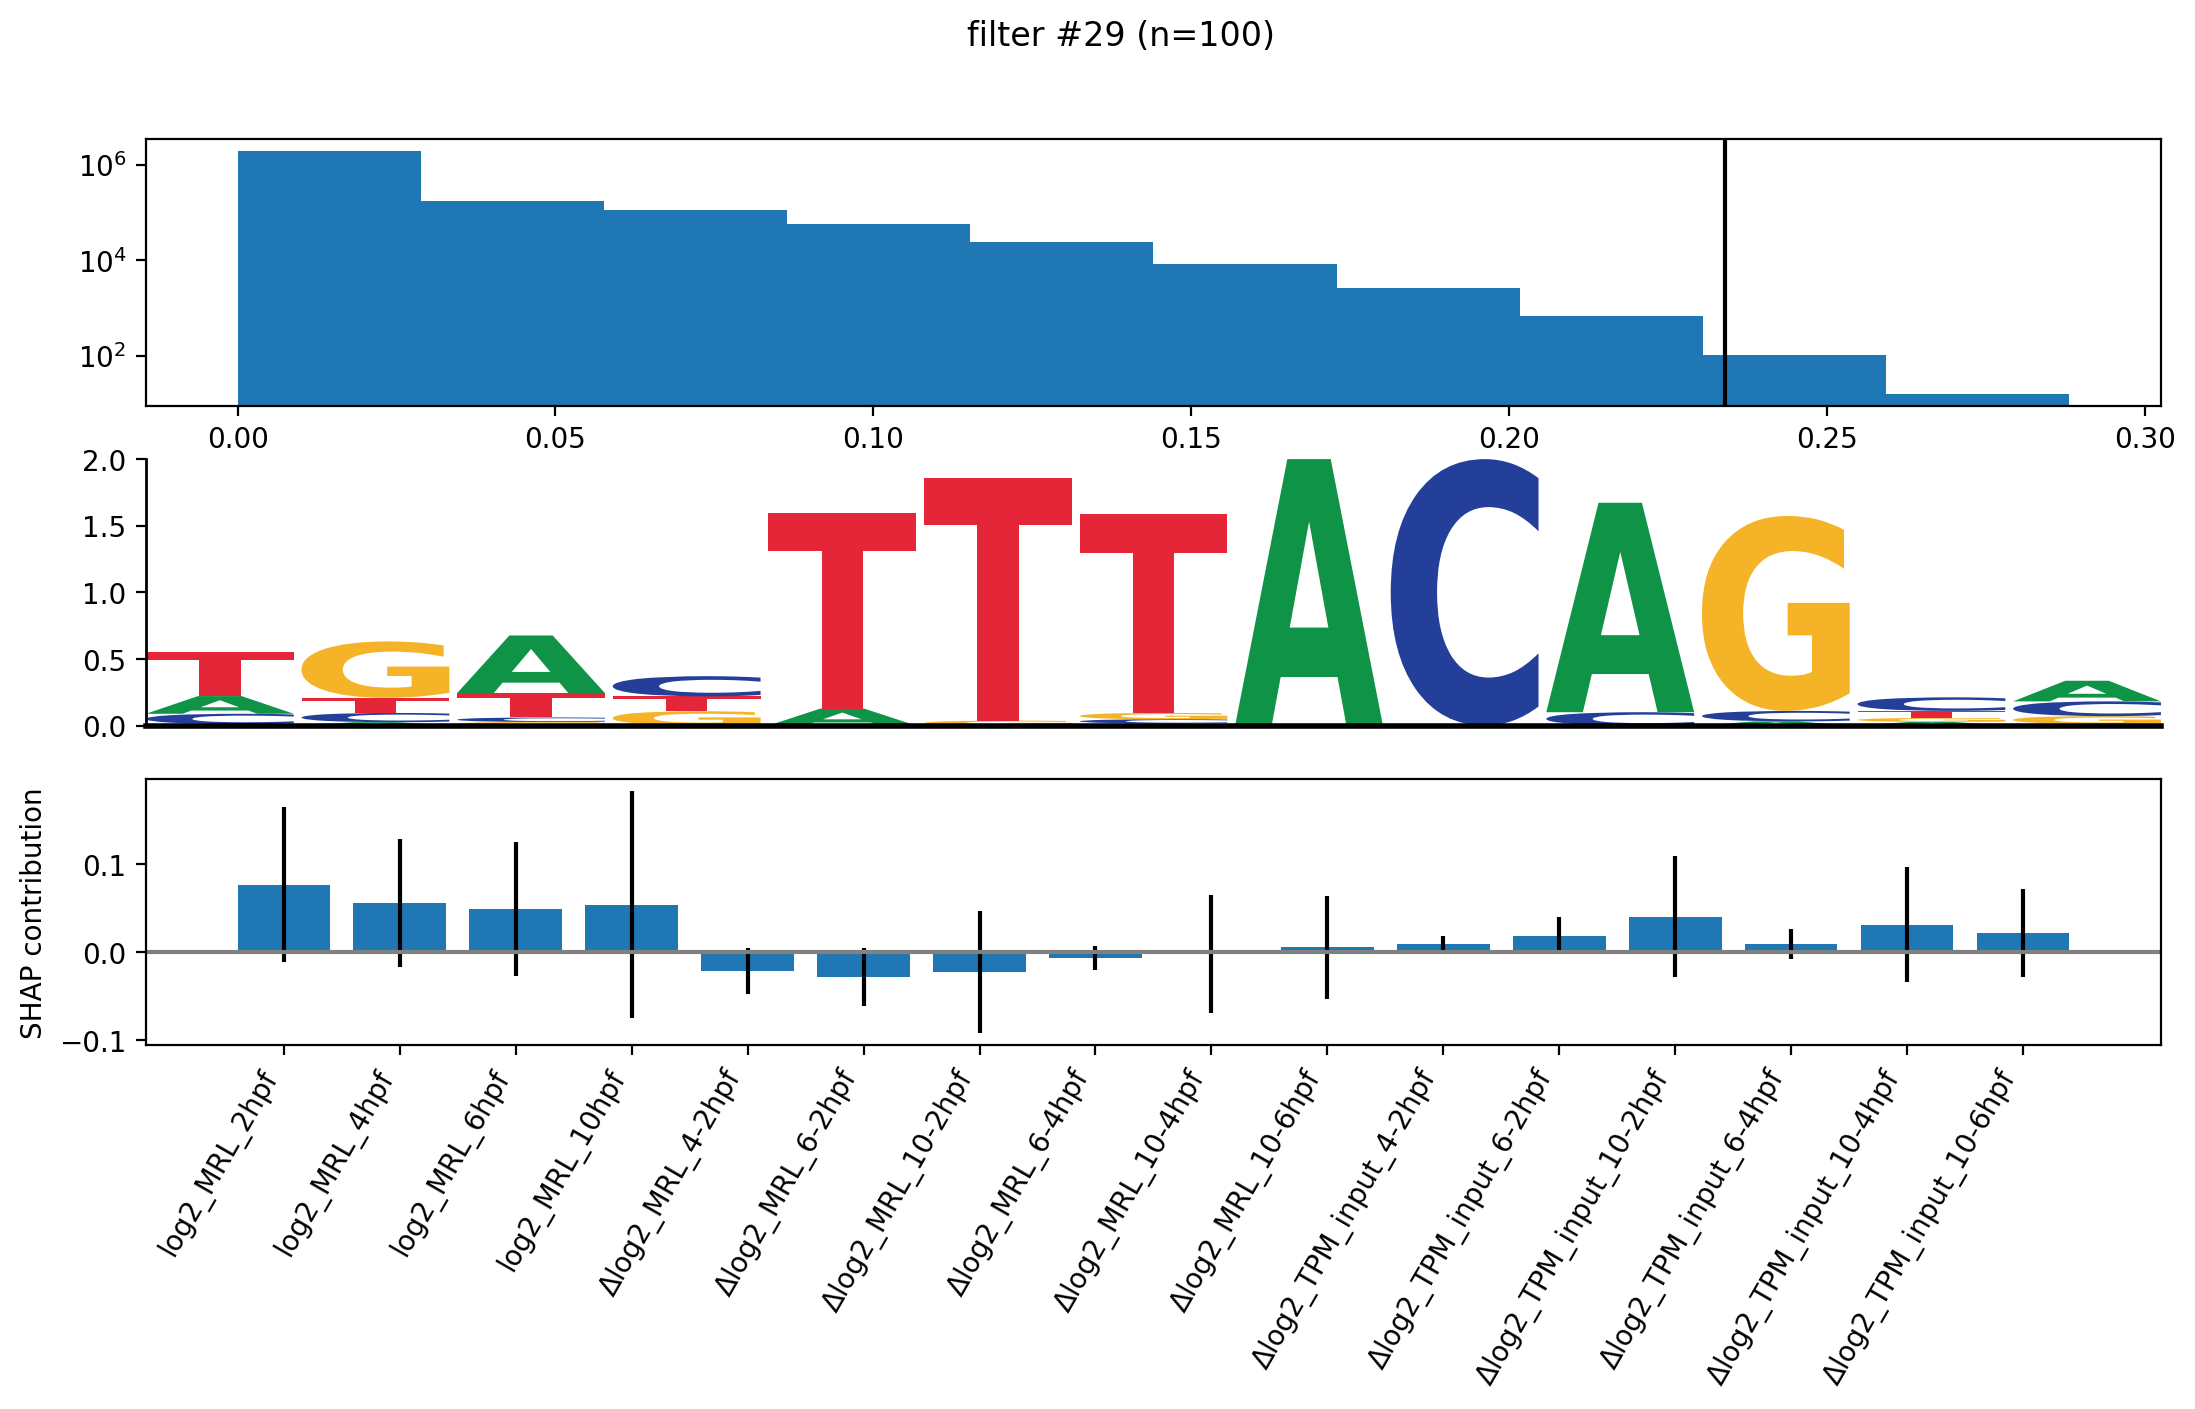 filter #29 (n=100)
10⁶
10⁴
10²
0.00 0.05 0.10 0.15 0.20 0.25 0.30
2.0
1.5
1.0
0.5
0.0
TGACTTTACAGCA
SHAP contribution
0.1
0.0
−0.1
log2_MRL_2hpf
log2_MRL_4hpf
log2_MRL_6hpf
log2_MRL_10hpf
Δlog2_MRL_4-2hpf
Δlog2_MRL_6-2hpf
Δlog2_MRL_10-2hpf
Δlog2_MRL_6-4hpf
Δlog2_MRL_10-4hpf
Δlog2_MRL_10-6hpf
Δlog2_TPM_input_4-2hpf
Δlog2_TPM_input_6-2hpf
Δlog2_TPM_input_10-2hpf
Δlog2_TPM_input_6-4hpf
Δlog2_TPM_input_10-4hpf
Δlog2_TPM_input_10-6hpf